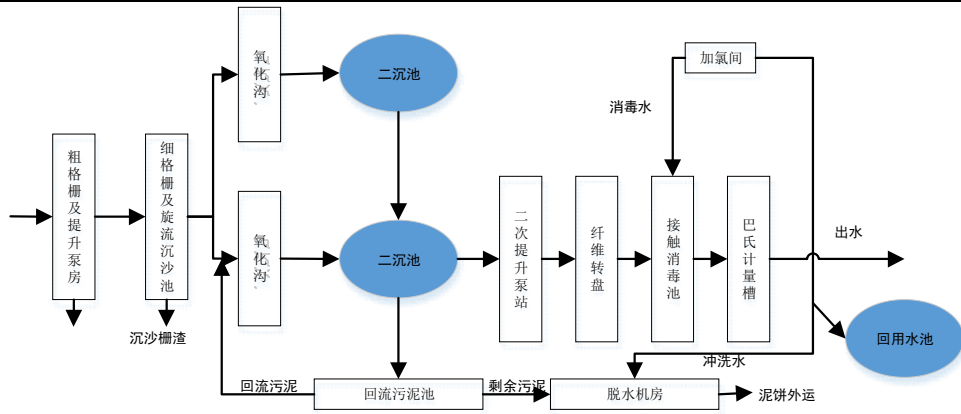 加氯间
氧化沟
二沉池
消毒水
粗格栅及提升泵房
细格栅及旋流沉沙池
氧化沟
二沉池
二次提升泵站
纤维转盘
接触消毒池
巴氏计量槽
出水
沉沙栅渣
回用水池
冲洗水
回流污泥
回流污泥池
剩余污泥
脱水机房
泥饼外运